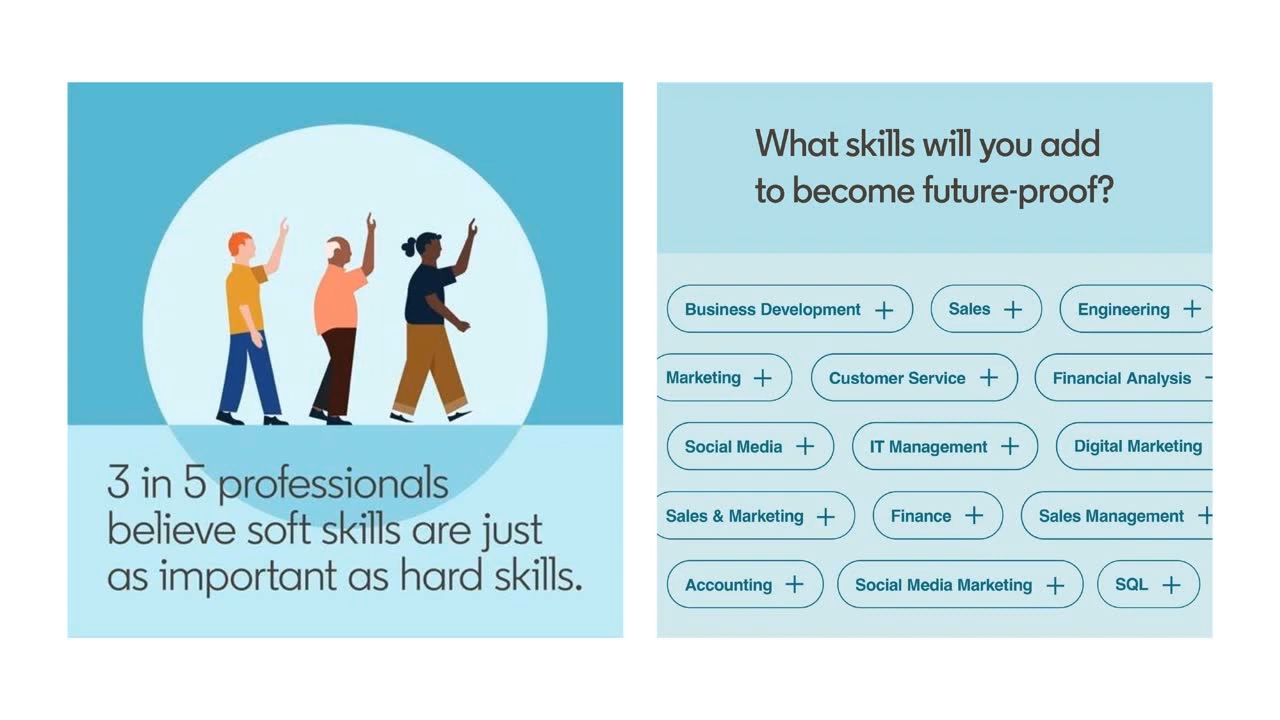 3 in 5 professionals
believe soft skills are just
as important as hard skills.
What skills will you add
to become future-proof?
Business Development +
Sales +
Engineering +
Marketing +
Customer Service +
Financial Analysis
Social Media +
IT Management +
Digital Marketing
Sales & Marketing +
Finance +
Sales Management +
Accounting +
Social Media Marketing +
SQL +